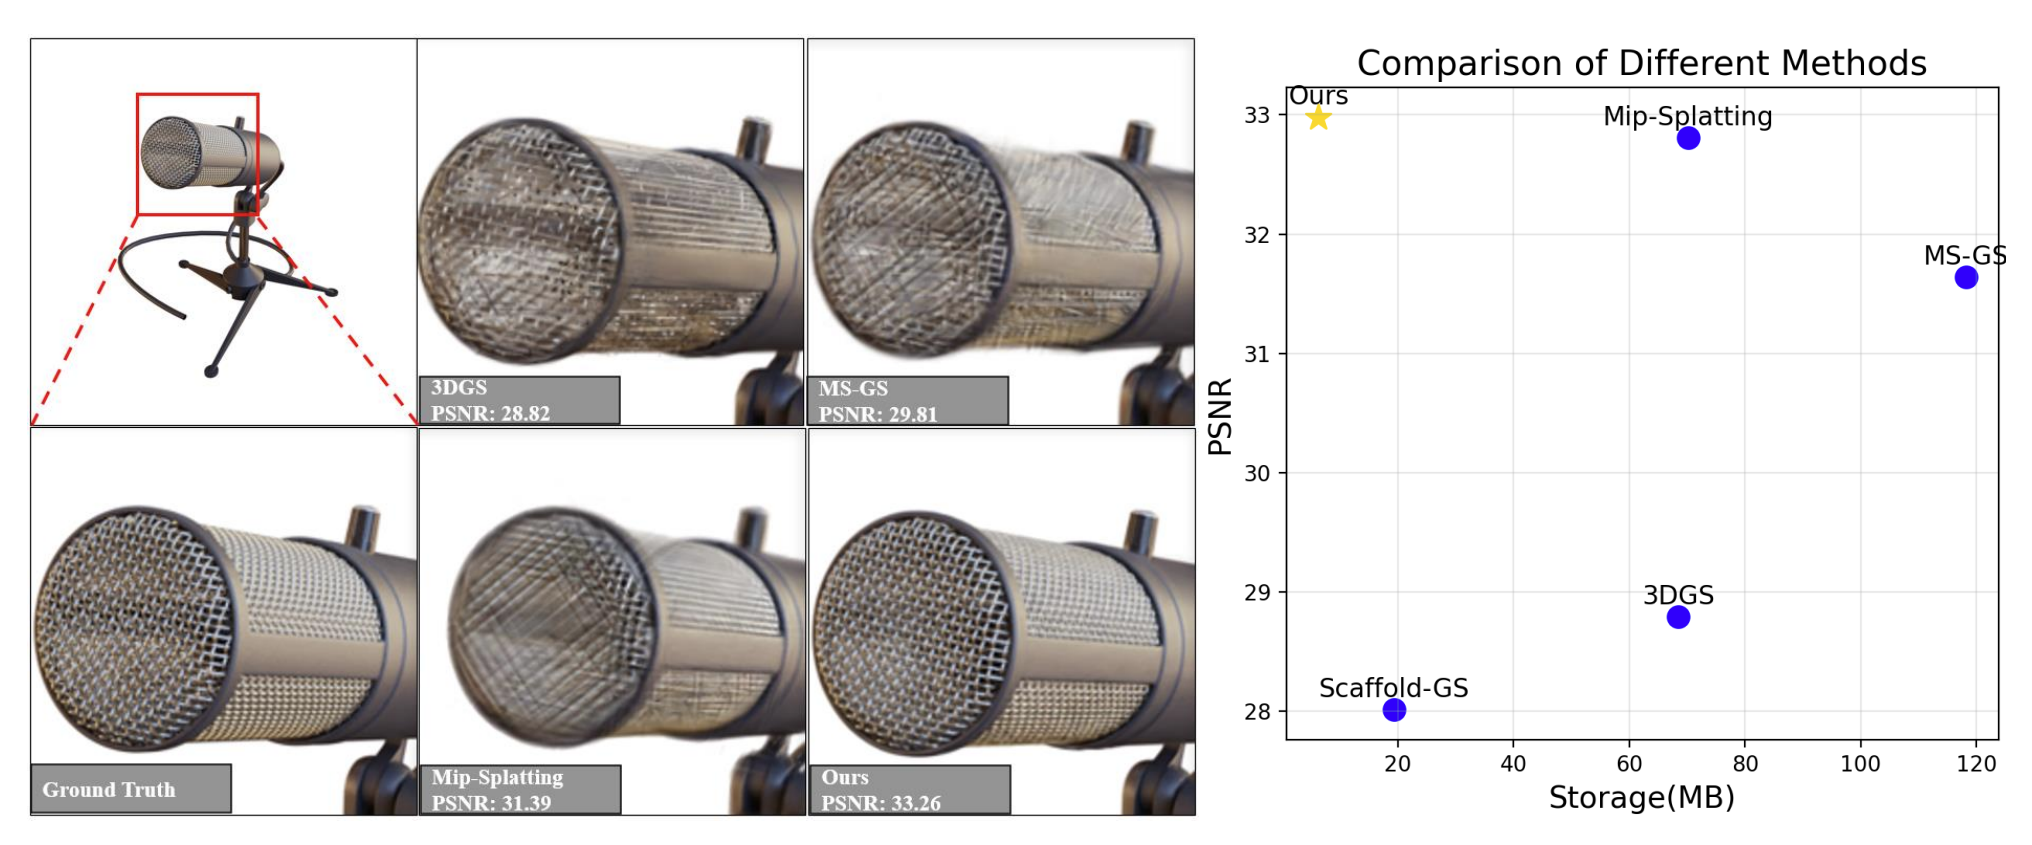 3DGS
PSNR: 28.82
MS-GS
PSNR: 29.81
Ground Truth
Mip-Splatting
PSNR: 31.39
Ours
PSNR: 33.26
Comparison of Different Methods
Ours
Mip-Splatting
MS-GS
3DGS
Scaffold-GS
PSNR
33
32
31
30
29
28
20
40
60
80
100
120
Storage(MB)